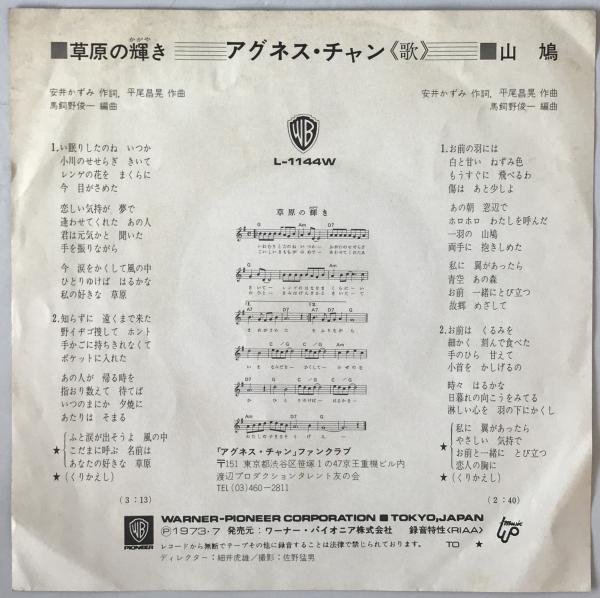 ■草原の輝き
かがや
アグネス・チャン《歌》
■山 鳩
安井かずみ 作詞, 平尾昌晃 作曲
馬飼野俊一 編曲
1.い眠りしたのね いつか
小川のせせらぎ きいて
レンゲの花を まくらに
今 目がさめた
恋しい気持が 夢で
逢わせてくれた あの人
君は元気かと 聞いた
手を振りながら
今 涙をかくして風の中
ひとりゆけば はるかな
私の好きな 草原
2.知らずに 遠くまで来た
野イチゴ捜して ホント
手かごに持ちきれなくて
ポケットに入れた
あの人が 帰る時を
指おり数えて 待てば
いつのまにか 夕焼に
あたりは そまる
★ ふと涙が出そうよ 風の中
こだまに呼ぶ 名前は
あなたの好きな 草原
★ (くりかえし)
(3:13)
WB
L-1144W
草原の輝き
「アグネス・チャン」ファンクラブ
〒151 東京都渋谷区笹塚1の47京王重機ビル内
渡辺プロダクションタレント友の会
TEL(03)460-2811
安井かずみ 作詞, 平尾昌晃 作曲
馬飼野俊一 編曲
1.お前の羽には
白と甘い ねずみ色
もうすぐに 飛べるわ
傷は あと少しよ
あの朝 窓辺で
ホロホロ わたしを呼んだ
一羽の 山鳩
両手に 抱きしめた
私に 翼があったら
青空 あの森
お前 一緒にとび立つ
故郷 めざして
2.お前は くるみを
細かく 刻んで食べた
手のひら 甘えて
小首を かしげるの
時々 はるかな
日暮れの向こうをみてる
淋しい心を 羽の下にかくし
★ 私に 翼があったら
やさしい 気持で
お前と一緒に とび立つ
恋人の胸に
★ (くりかえし)
(2:40)
WB
PIONEER
WARNER-PIONEER CORPORATION ■ TOKYO,JAPAN
Ⓟ1973・7 発売元：ワーナー・パイオニア株式会社 録音特性<RIAA>
レコードから無断でテープその他に録音することは法律で禁じられております。 TO ★
ディレクター：細井虎雄/撮影：佐野猛男
music up